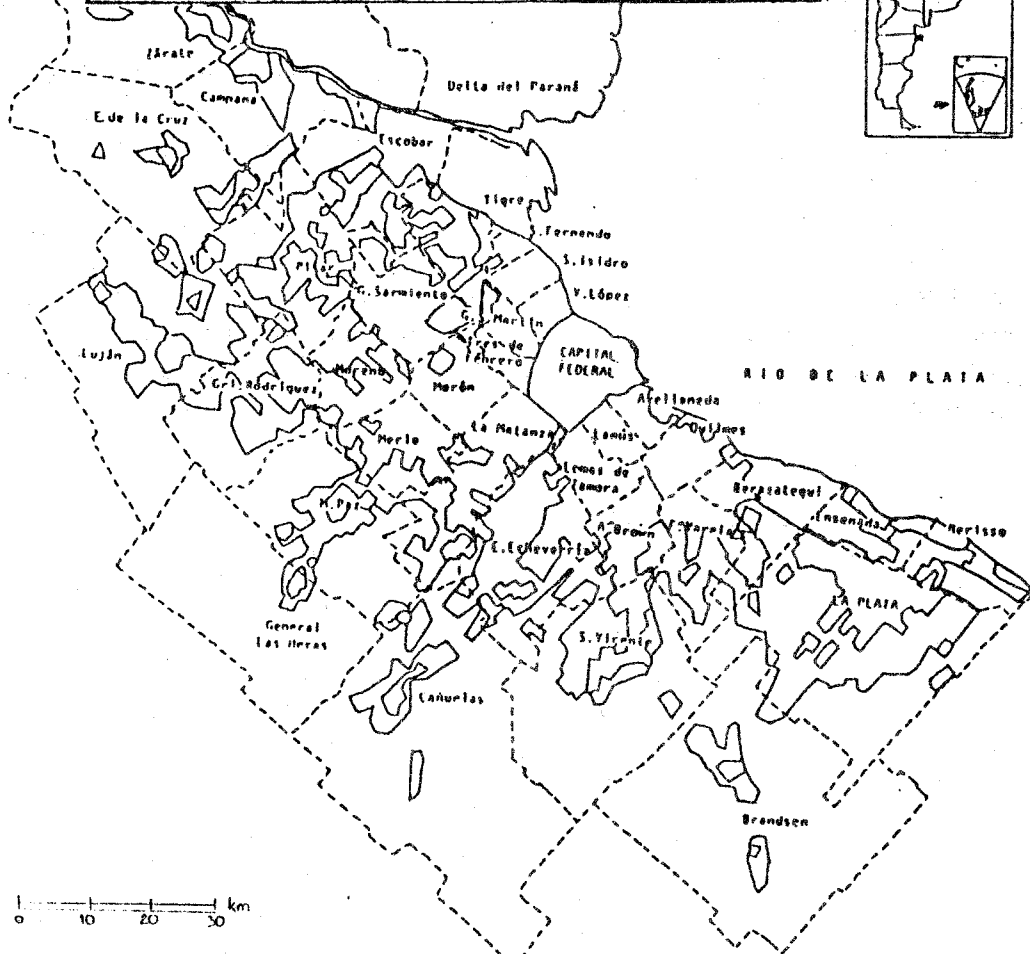 Zárate
Delta del Paraná
Campana
E. de la Cruz
Escobar
Tigre
S. Fernando
S. Isidro
Pilar
V. López
G. Sarmiento
G. S. Martín
Tres de
Febrero
CAPITAL
FEDERAL
Luján
Moreno
RIO DE LA PLATA
Grl. Rodríguez
Morón
Avellaneda
Quilmes
La Matanza
Lanús
Merlo
Lomas de
Zamora
Berazategui
M. Paz
Ensenada
Berisso
A. Brown
F. Varela
E. Echeverría
LA PLATA
General
Las Heras
S. Vicente
Cañuelas
Brandsen
0 10 20 30 km